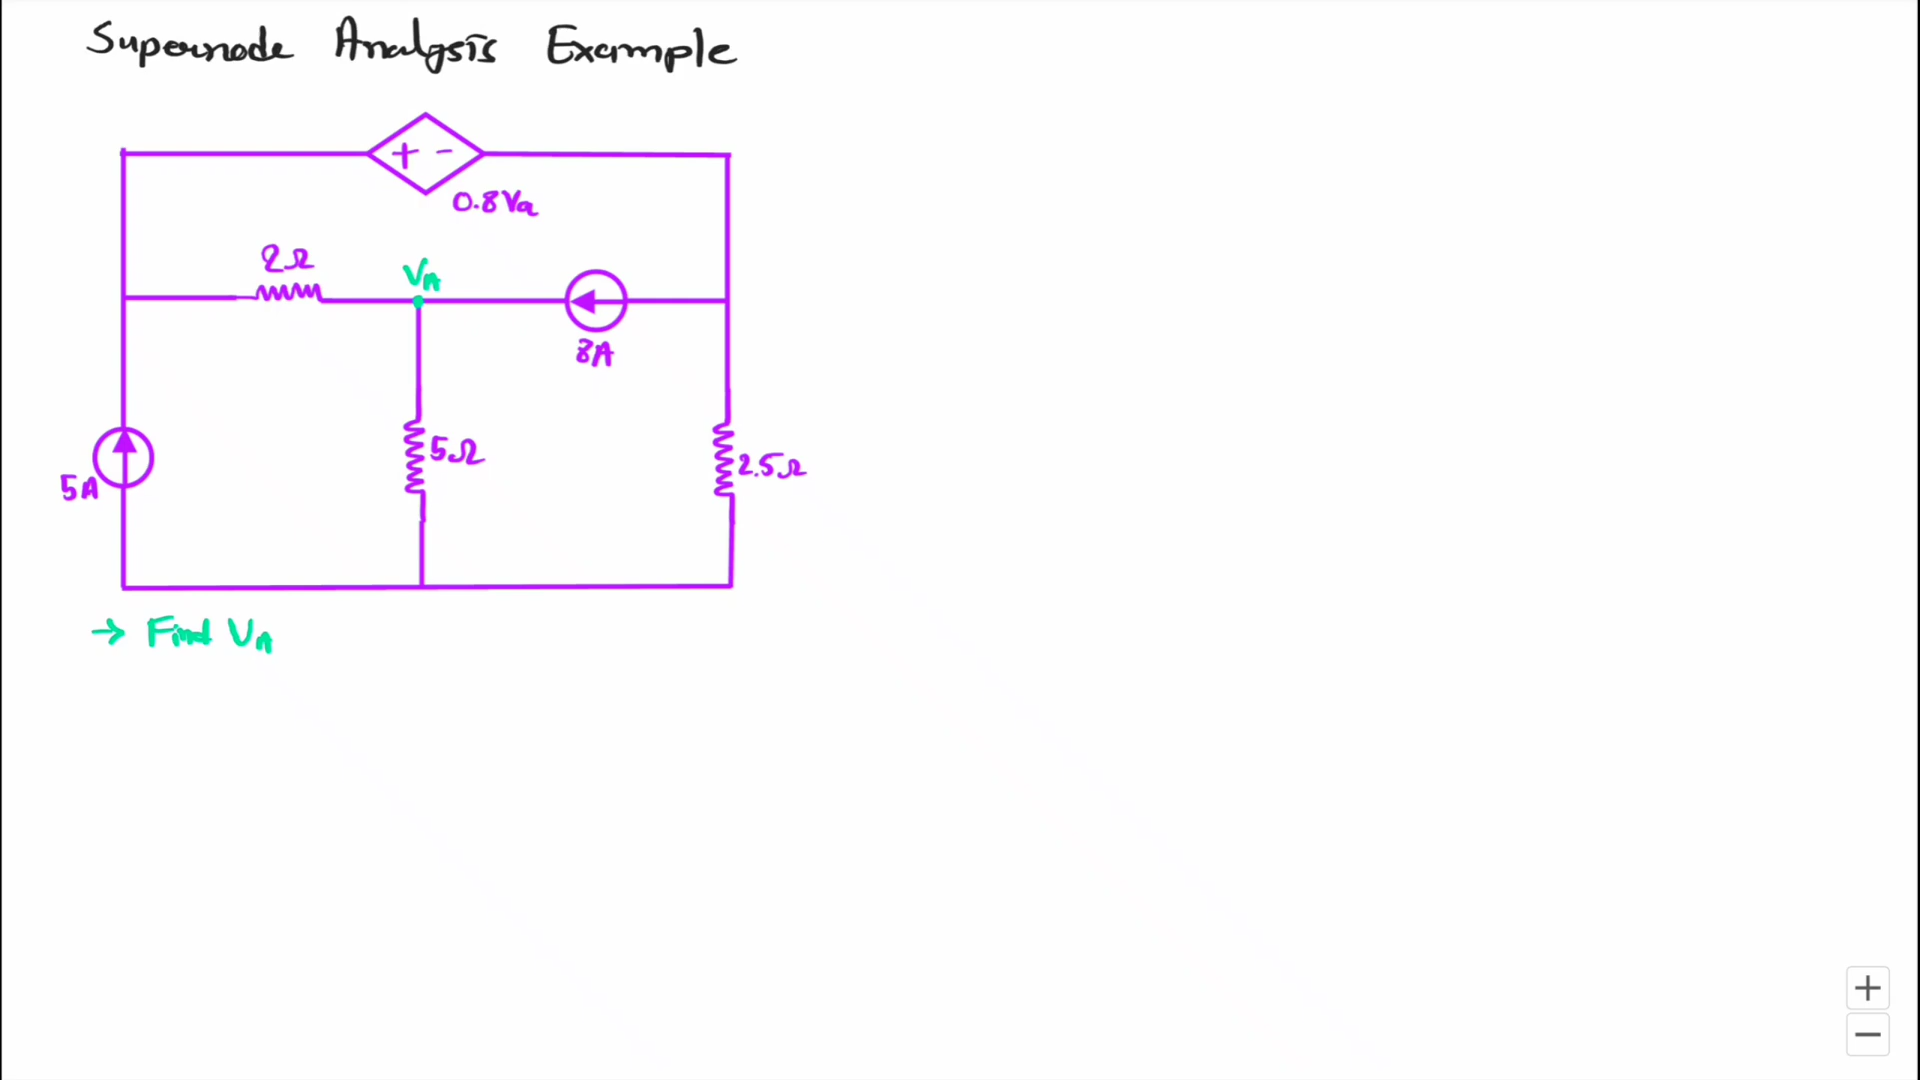 Supernode Analysis Example
+ -
0.8Va
2Ω
VA
8A
5A
5Ω
2.5Ω
→ Find VA